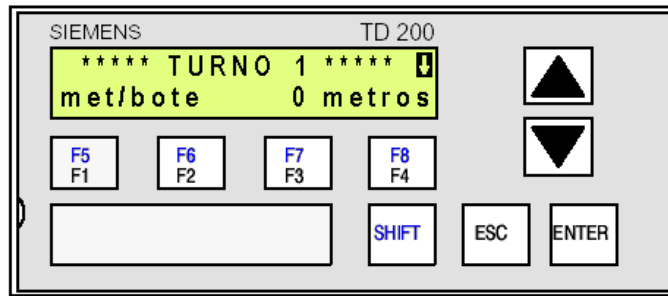 SIEMENS TD 200
***** TURNO 1 ***** ⬇
met/bote 0 metros
F5 F6 F7 F8
F1 F2 F3 F4
SHIFT ESC ENTER